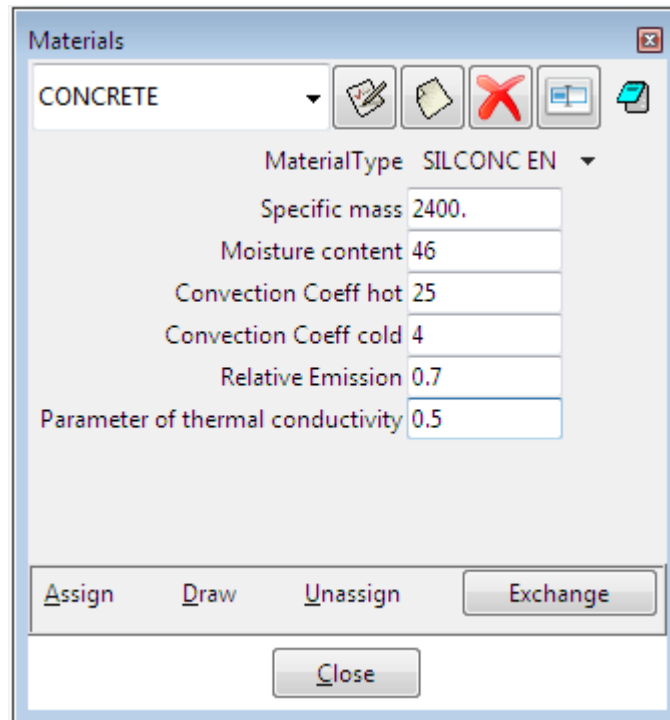 Materials
CONCRETE
MaterialType SILCONC EN
Specific mass 2400.
Moisture content 46
Convection Coeff hot 25
Convection Coeff cold 4
Relative Emission 0.7
Parameter of thermal conductivity 0.5
Assign Draw Unassign Exchange
Close